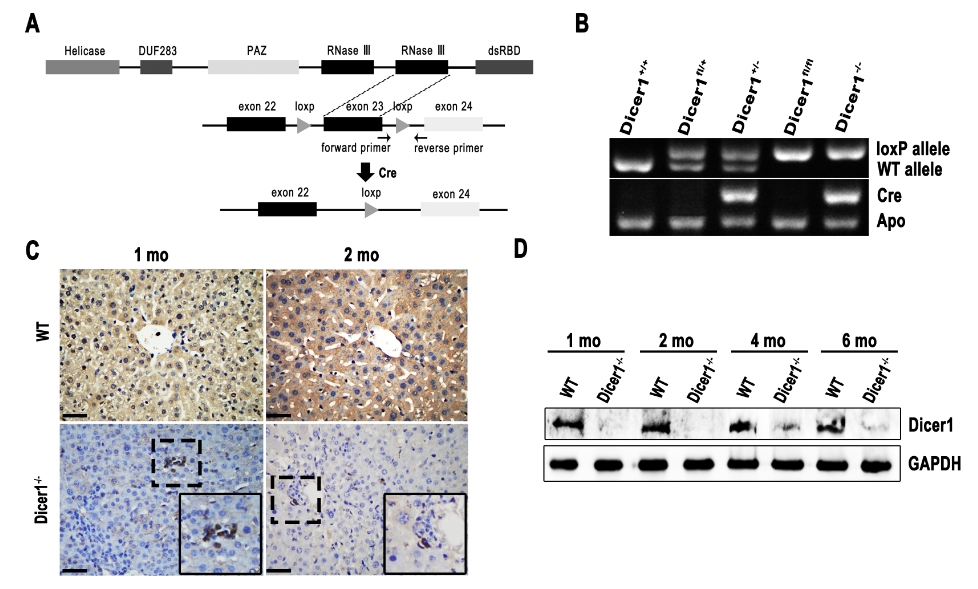 A
Helicase DUF283 PAZ RNase Ⅲ RNase Ⅲ dsRBD
exon 22 loxp exon 23 loxp exon 24
forward primer reverse primer
Cre
exon 22 loxp exon 24
B
Dicer1+/+ Dicer1fl/+ Dicer1+/- Dicer1fl/fl Dicer1-/-
loxP allele
WT allele
Cre
Apo
C
1 mo 2 mo
WT
Dicer1-/-
D
1 mo 2 mo 4 mo 6 mo
WT Dicer1-/- WT Dicer1-/- WT Dicer1-/- WT Dicer1-/-
Dicer1
GAPDH